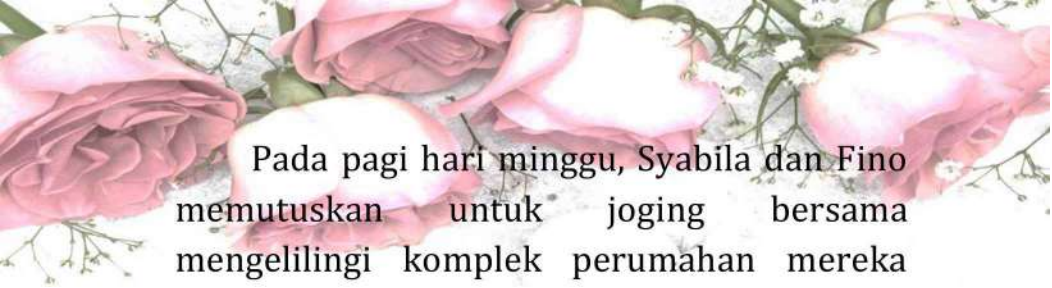 Pada pagi hari minggu, Syabila dan Fino
memutuskan untuk joging bersama
mengelilingi komplek perumahan mereka